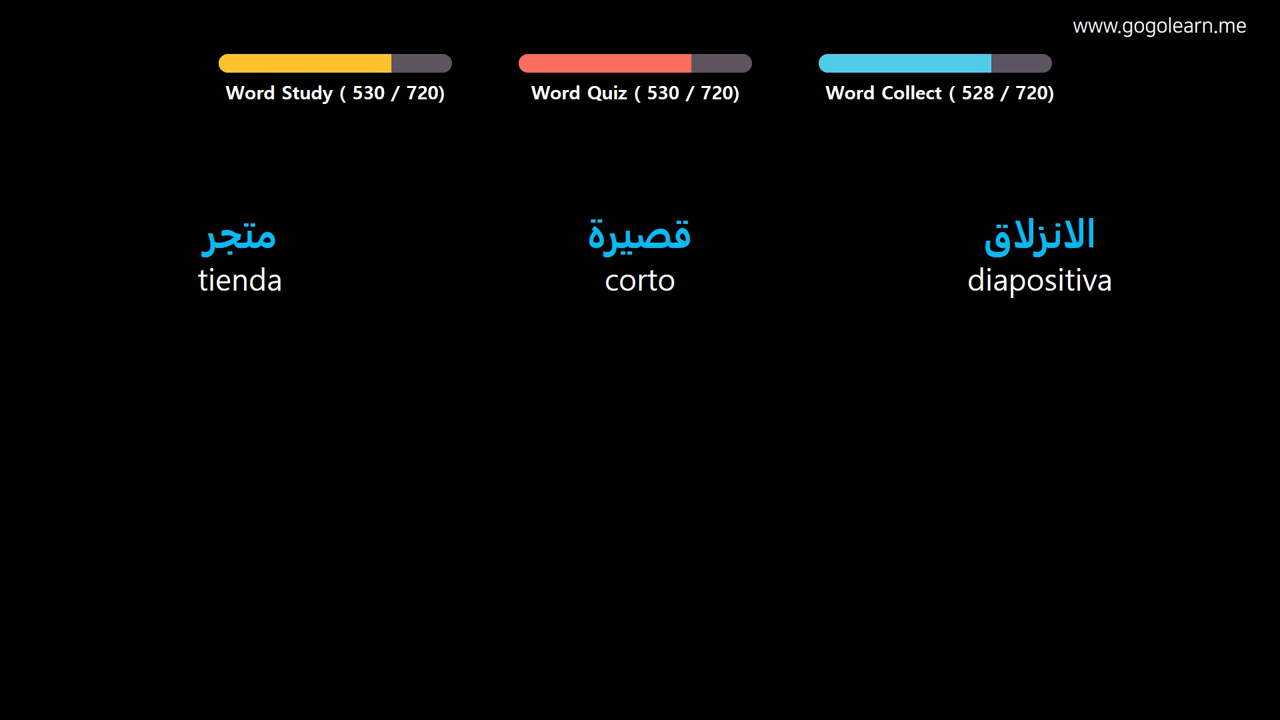 www.gogolearn.me
Word Study ( 530 / 720)
Word Quiz ( 530 / 720)
Word Collect ( 528 / 720)
متجر
tienda
قصيرة
corto
الانزلاق
diapositiva